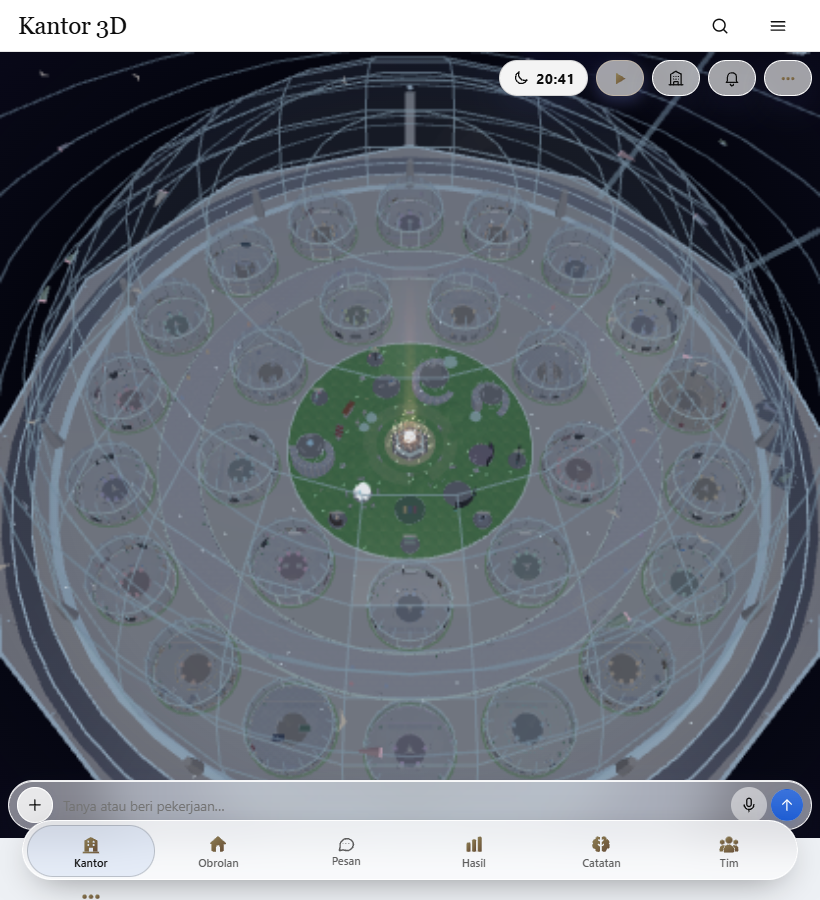 Kantor 3D
20:41
Tanya atau beri pekerjaan...
Kantor
Obrolan
Pesan
Hasil
Catatan
Tim